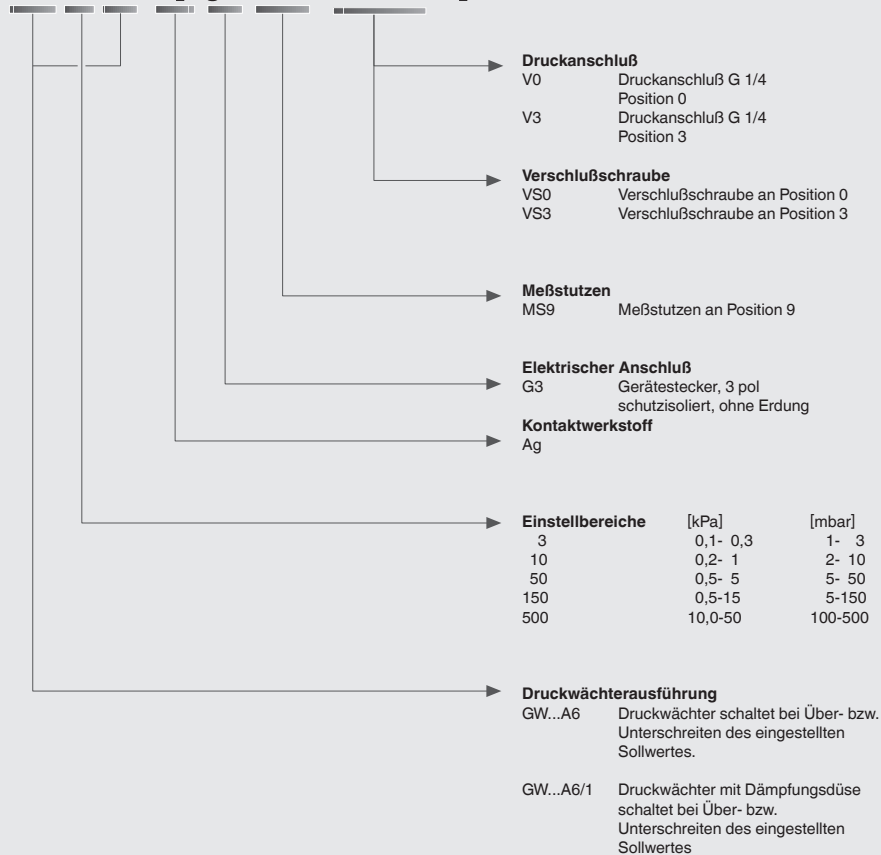 Druckanschluß
V0 Druckanschluß G 1/4
Position 0
V3 Druckanschluß G 1/4
Position 3
Verschlußschraube
VS0 Verschlußschraube an Position 0
VS3 Verschlußschraube an Position 3
Meßstutzen
MS9 Meßstutzen an Position 9
Elektrischer Anschluß
G3 Gerätestecker, 3 pol
schutzisoliert, ohne Erdung
Kontaktwerkstoff
Ag
Einstellbereiche [kPa] [mbar]
3 0,1- 0,3 1- 3
10 0,2- 1 2- 10
50 0,5- 5 5- 50
150 0,5-15 5-150
500 10,0-50 100-500
Druckwächterausführung
GW...A6 Druckwächter schaltet bei Über- bzw.
Unterschreiten des eingestellten
Sollwertes.
GW...A6/1 Druckwächter mit Dämpfungsdüse
schaltet bei Über- bzw.
Unterschreiten des eingestellten
Sollwertes